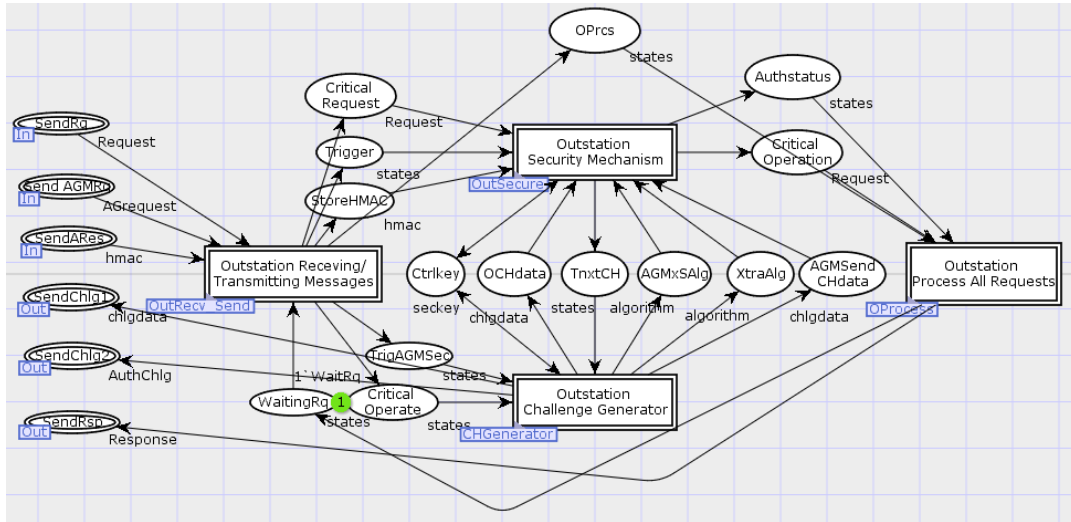 OPrcs
states
Authstatus
states
Critical
Request
Request
SendRq
In
Request
Trigger
states
Outstation
Security Mechanism
OutSecure
Critical
Operation
Request
Send AGMRq
In
AGrequest
StoreHMAC
hmac
SendARes
In
hmac
Outstation Receving/
Transmitting Messages
OutRecv_Send
Ctrlkey
seckey
OCHdata
chlgdata
TnxtCH
states
AGMxSAlg
algorithm
XtraAlg
algorithm
AGMSend
CHdata
chlgdata
Outstation
Process All Requests
OProcess
SendChlg1
Out
chlgdata
SendChlg2
Out
AuthChlg
TrigAGMSec
states
1`WaitRq
WaitingRq
1
states
Critical
Operate
states
Outstation
Challenge Generator
CHGenerator
SendRsp
Out
Response